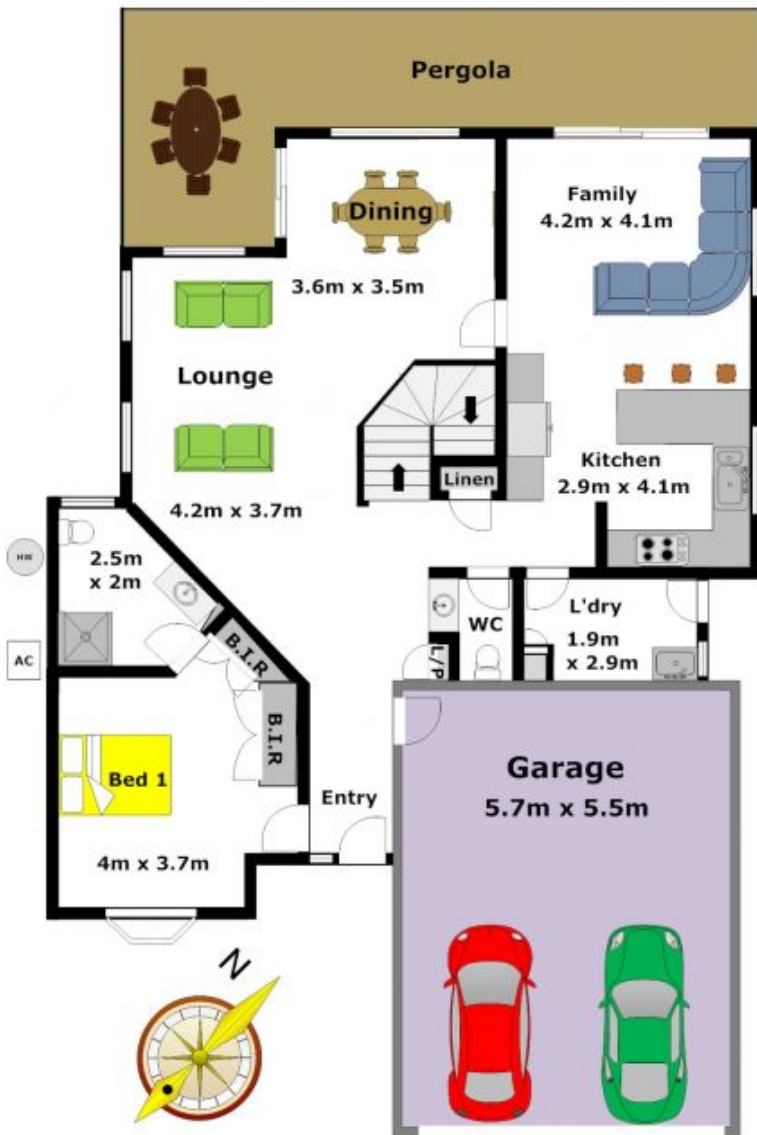 Pergola
Family
4.2m x 4.1m
Dining
3.6m x 3.5m
Lounge
4.2m x 3.7m
Linen
Kitchen
2.9m x 4.1m
HW
2.5m
x 2m
AC
B.I.R
B.I.R
WC
L/P
L'dry
1.9m
x 2.9m
Bed 1
4m x 3.7m
Entry
Garage
5.7m x 5.5m
N